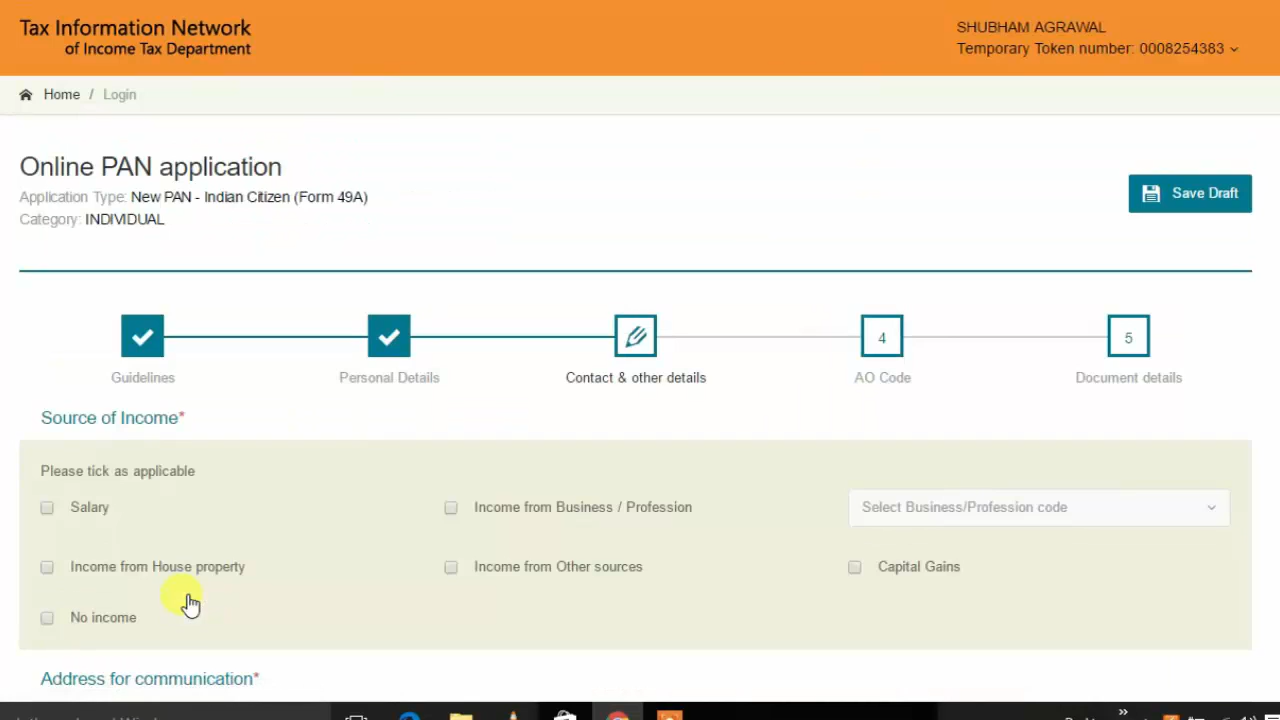 Tax Information Network
of Income Tax Department
SHUBHAM AGRAWAL
Temporary Token number: 0008254383
Home / Login
Online PAN application
Application Type: New PAN - Indian Citizen (Form 49A)
Category: INDIVIDUAL
Save Draft
4
5
Guidelines
Personal Details
Contact & other details
AO Code
Document details
Source of Income*
Please tick as applicable
Salary
Income from Business / Profession
Select Business/Profession code
Income from House property
Income from Other sources
Capital Gains
No income
Address for communication*